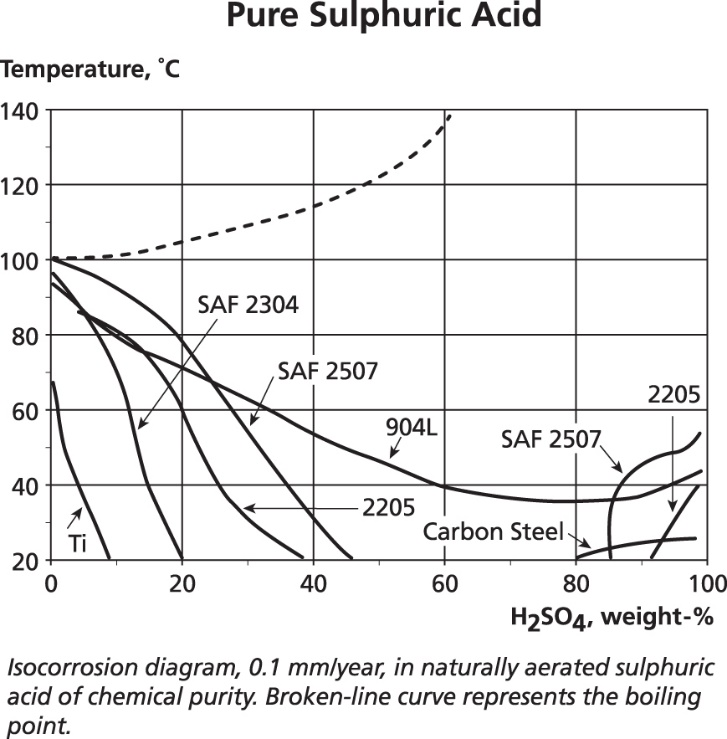 Pure Sulphuric Acid
Temperature, ˚C
140
120
100
80
60
40
20
SAF 2304
SAF 2507
2205
904L
SAF 2507
2205
Carbon Steel
Ti
0 20 40 60 80 100
H2SO4, weight-%
Isocorrosion diagram, 0.1 mm/year, in naturally aerated sulphuric
acid of chemical purity. Broken-line curve represents the boiling
point.